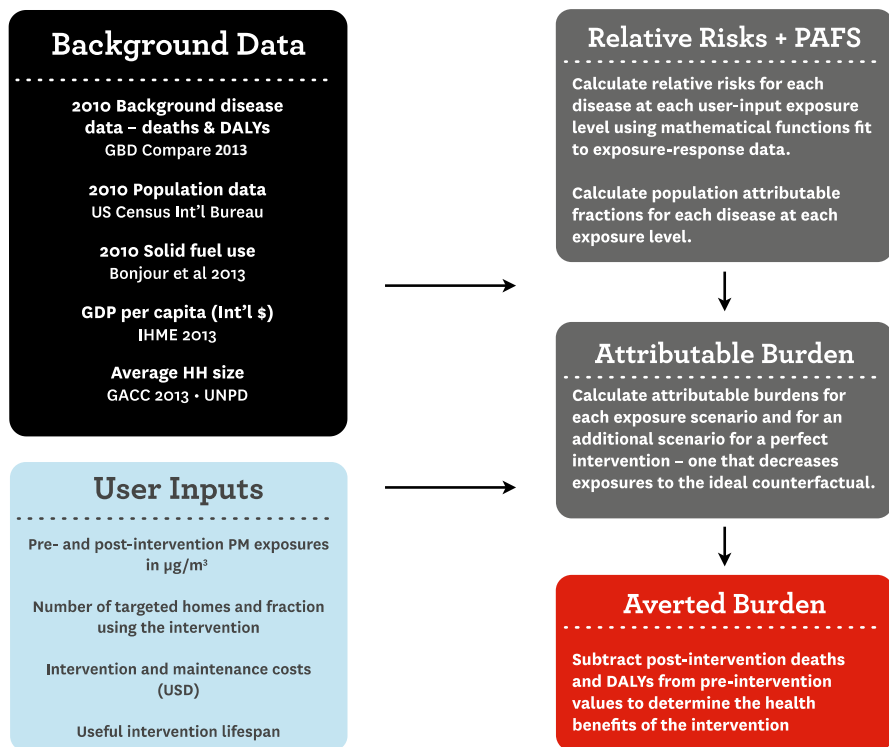 Background Data
2010 Background disease
data – deaths & DALYs
GBD Compare 2013
2010 Population data
US Census Int'l Bureau
2010 Solid fuel use
Bonjour et al 2013
GDP per capita (Int'l $)
IHME 2013
Average HH size
GACC 2013 • UNPD
User Inputs
Pre- and post-intervention PM exposures
in µg/m³
Number of targeted homes and fraction
using the intervention
Intervention and maintenance costs
(USD)
Useful intervention lifespan
Relative Risks + PAFS
Calculate relative risks for each
disease at each user-input exposure
level using mathematical functions fit
to exposure-response data.
Calculate population attributable
fractions for each disease at each
exposure level.
Attributable Burden
Calculate attributable burdens for
each exposure scenario and for an
additional scenario for a perfect
intervention – one that decreases
exposures to the ideal counterfactual.
Averted Burden
Subtract post-intervention deaths
and DALYs from pre-intervention
values to determine the health
benefits of the intervention